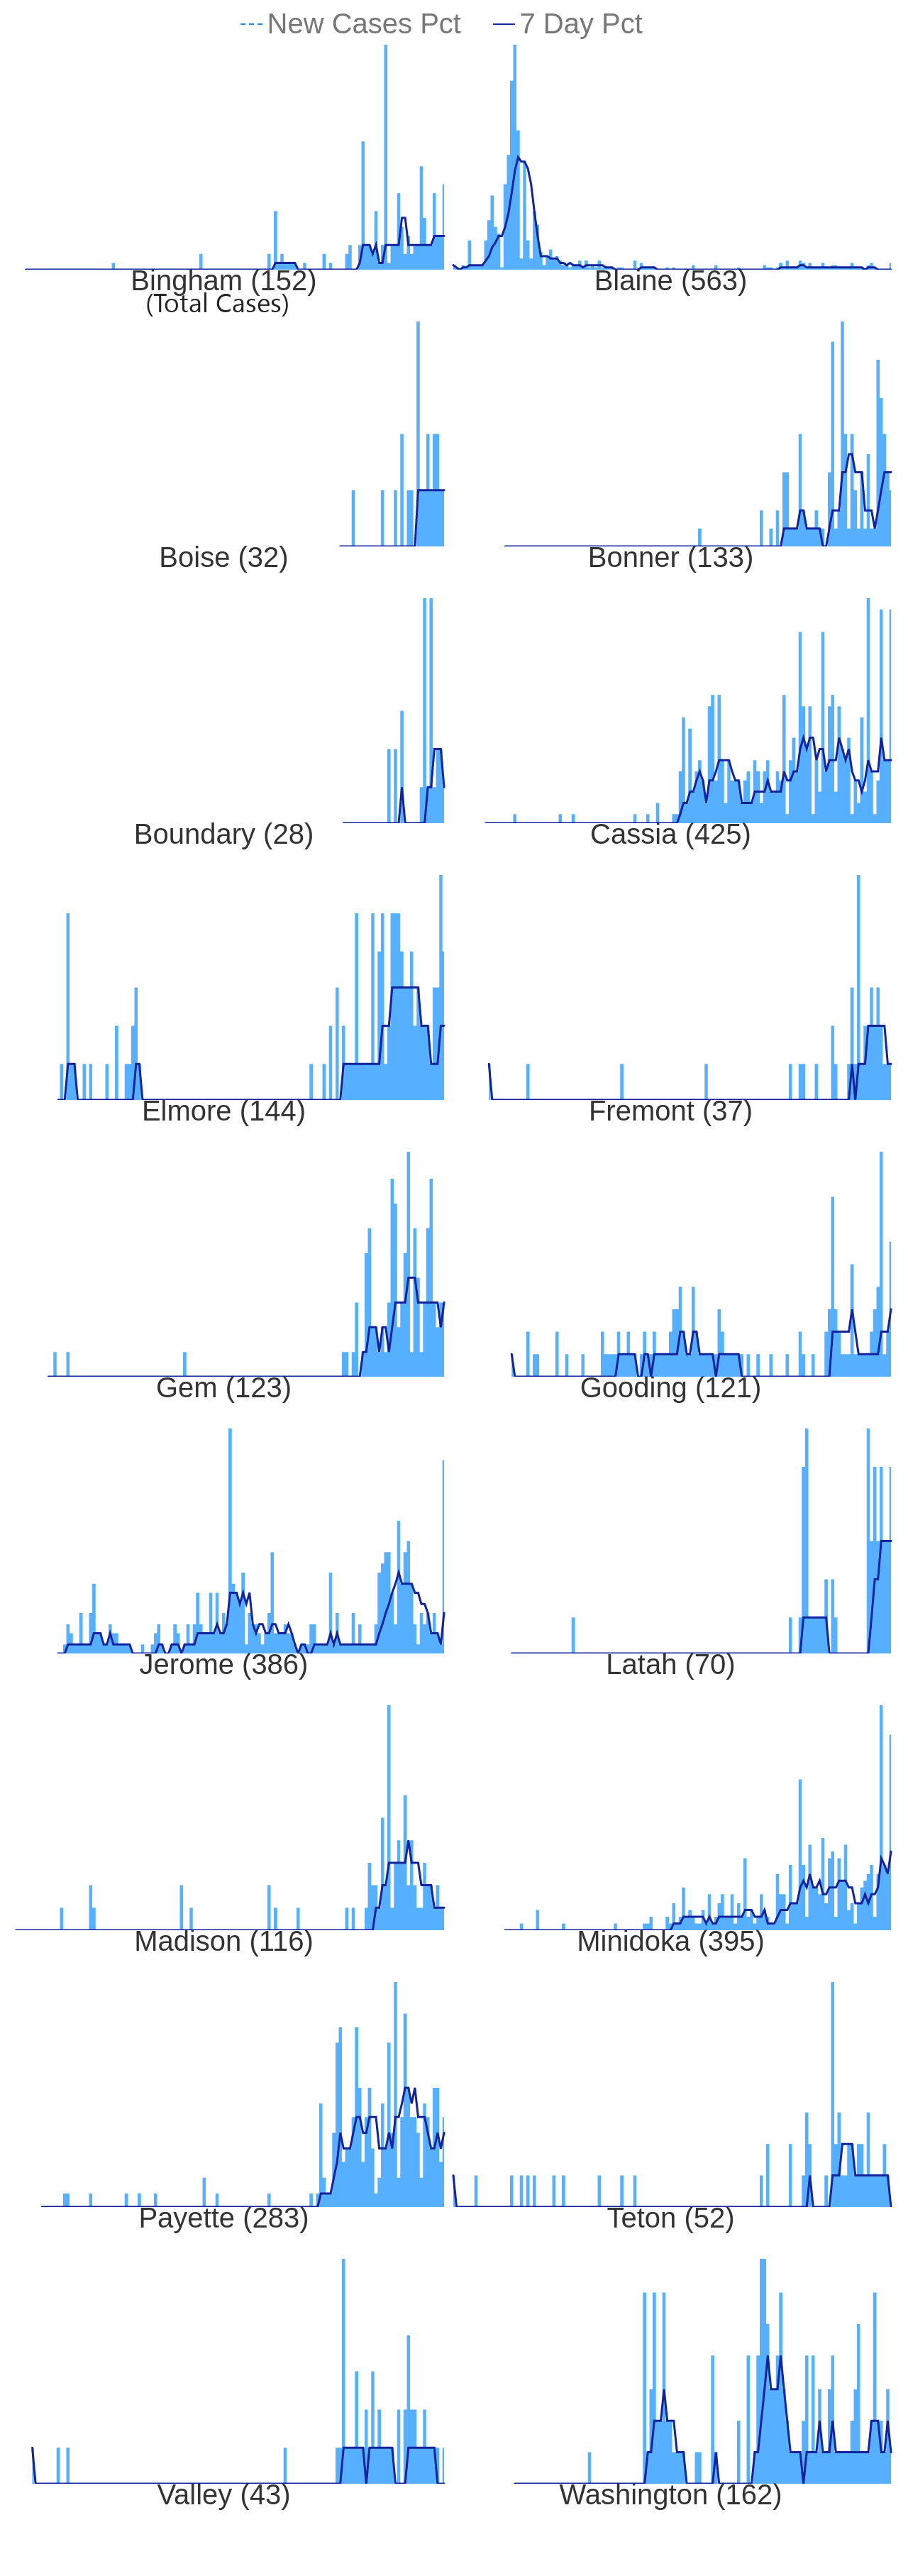 New Cases Pct 7 Day Pct
Bingham (152) Blaine (563)
(Total Cases)
Boise (32) Bonner (133)
Boundary (28) Cassia (425)
Elmore (144) Fremont (37)
Gem (123) Gooding (121)
Jerome (386) Latah (70)
Madison (116) Minidoka (395)
Payette (283) Teton (52)
Valley (43) Washington (162)